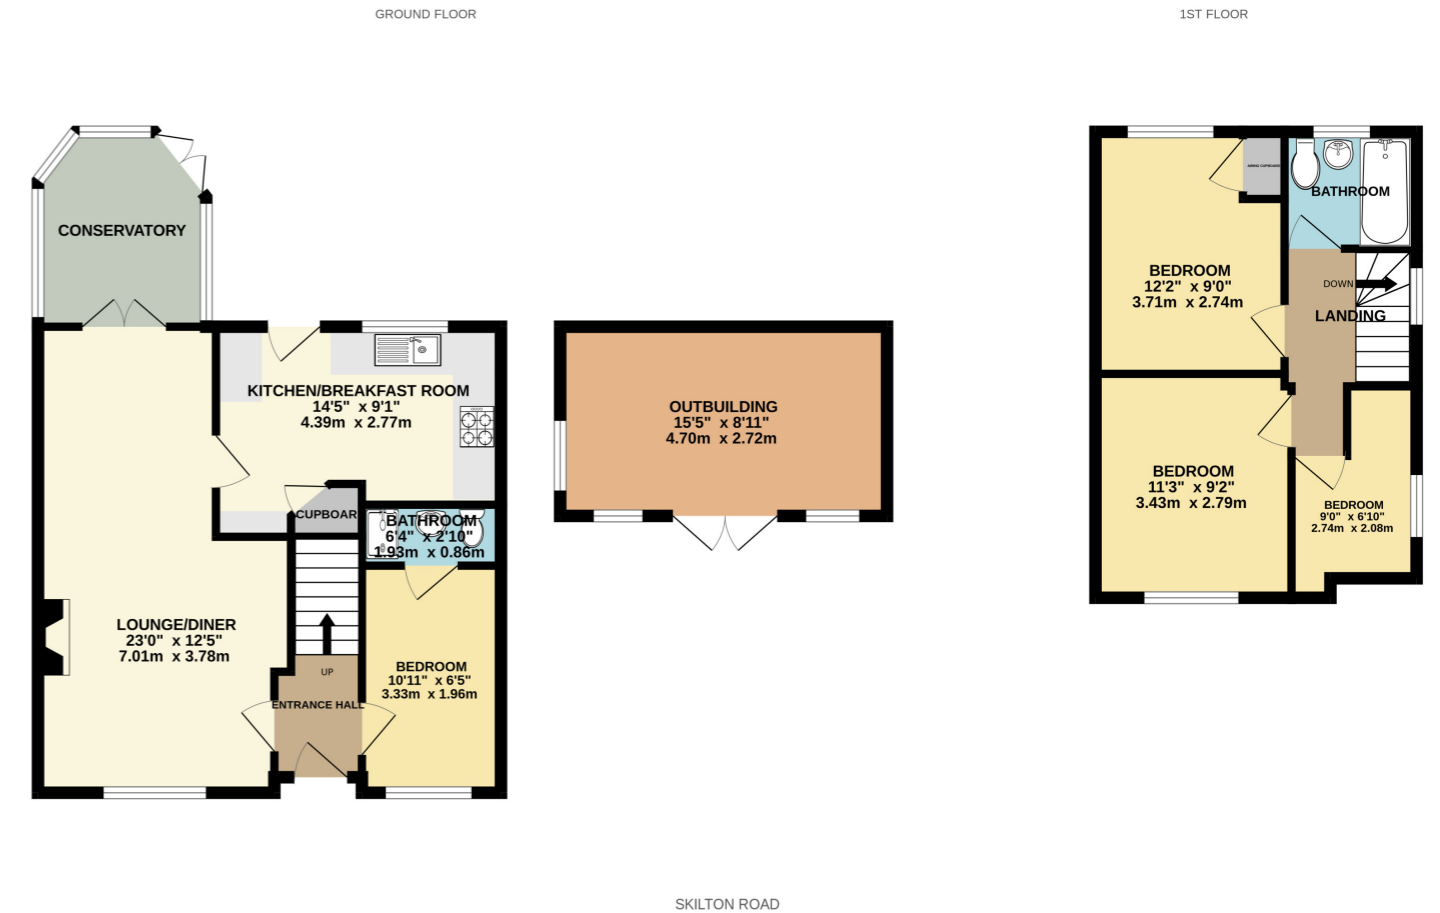 GROUND FLOOR
1ST FLOOR
CONSERVATORY
KITCHEN/BREAKFAST ROOM
14'5" x 9'1"
4.39m x 2.77m
CUPBOAR
BATHROOM
6'4" x 2'10"
1.93m x 0.86m
LOUNGE/DINER
23'0" x 12'5"
7.01m x 3.78m
UP
ENTRANCE HALL
BEDROOM
10'11" x 6'5"
3.33m x 1.96m
OUTBUILDING
15'5" x 8'11"
4.70m x 2.72m
AIRING CUPBOARD
BATHROOM
BEDROOM
12'2" x 9'0"
3.71m x 2.74m
DOWN
LANDING
BEDROOM
11'3" x 9'2"
3.43m x 2.79m
BEDROOM
9'0" x 6'10"
2.74m x 2.08m
SKILTON ROAD